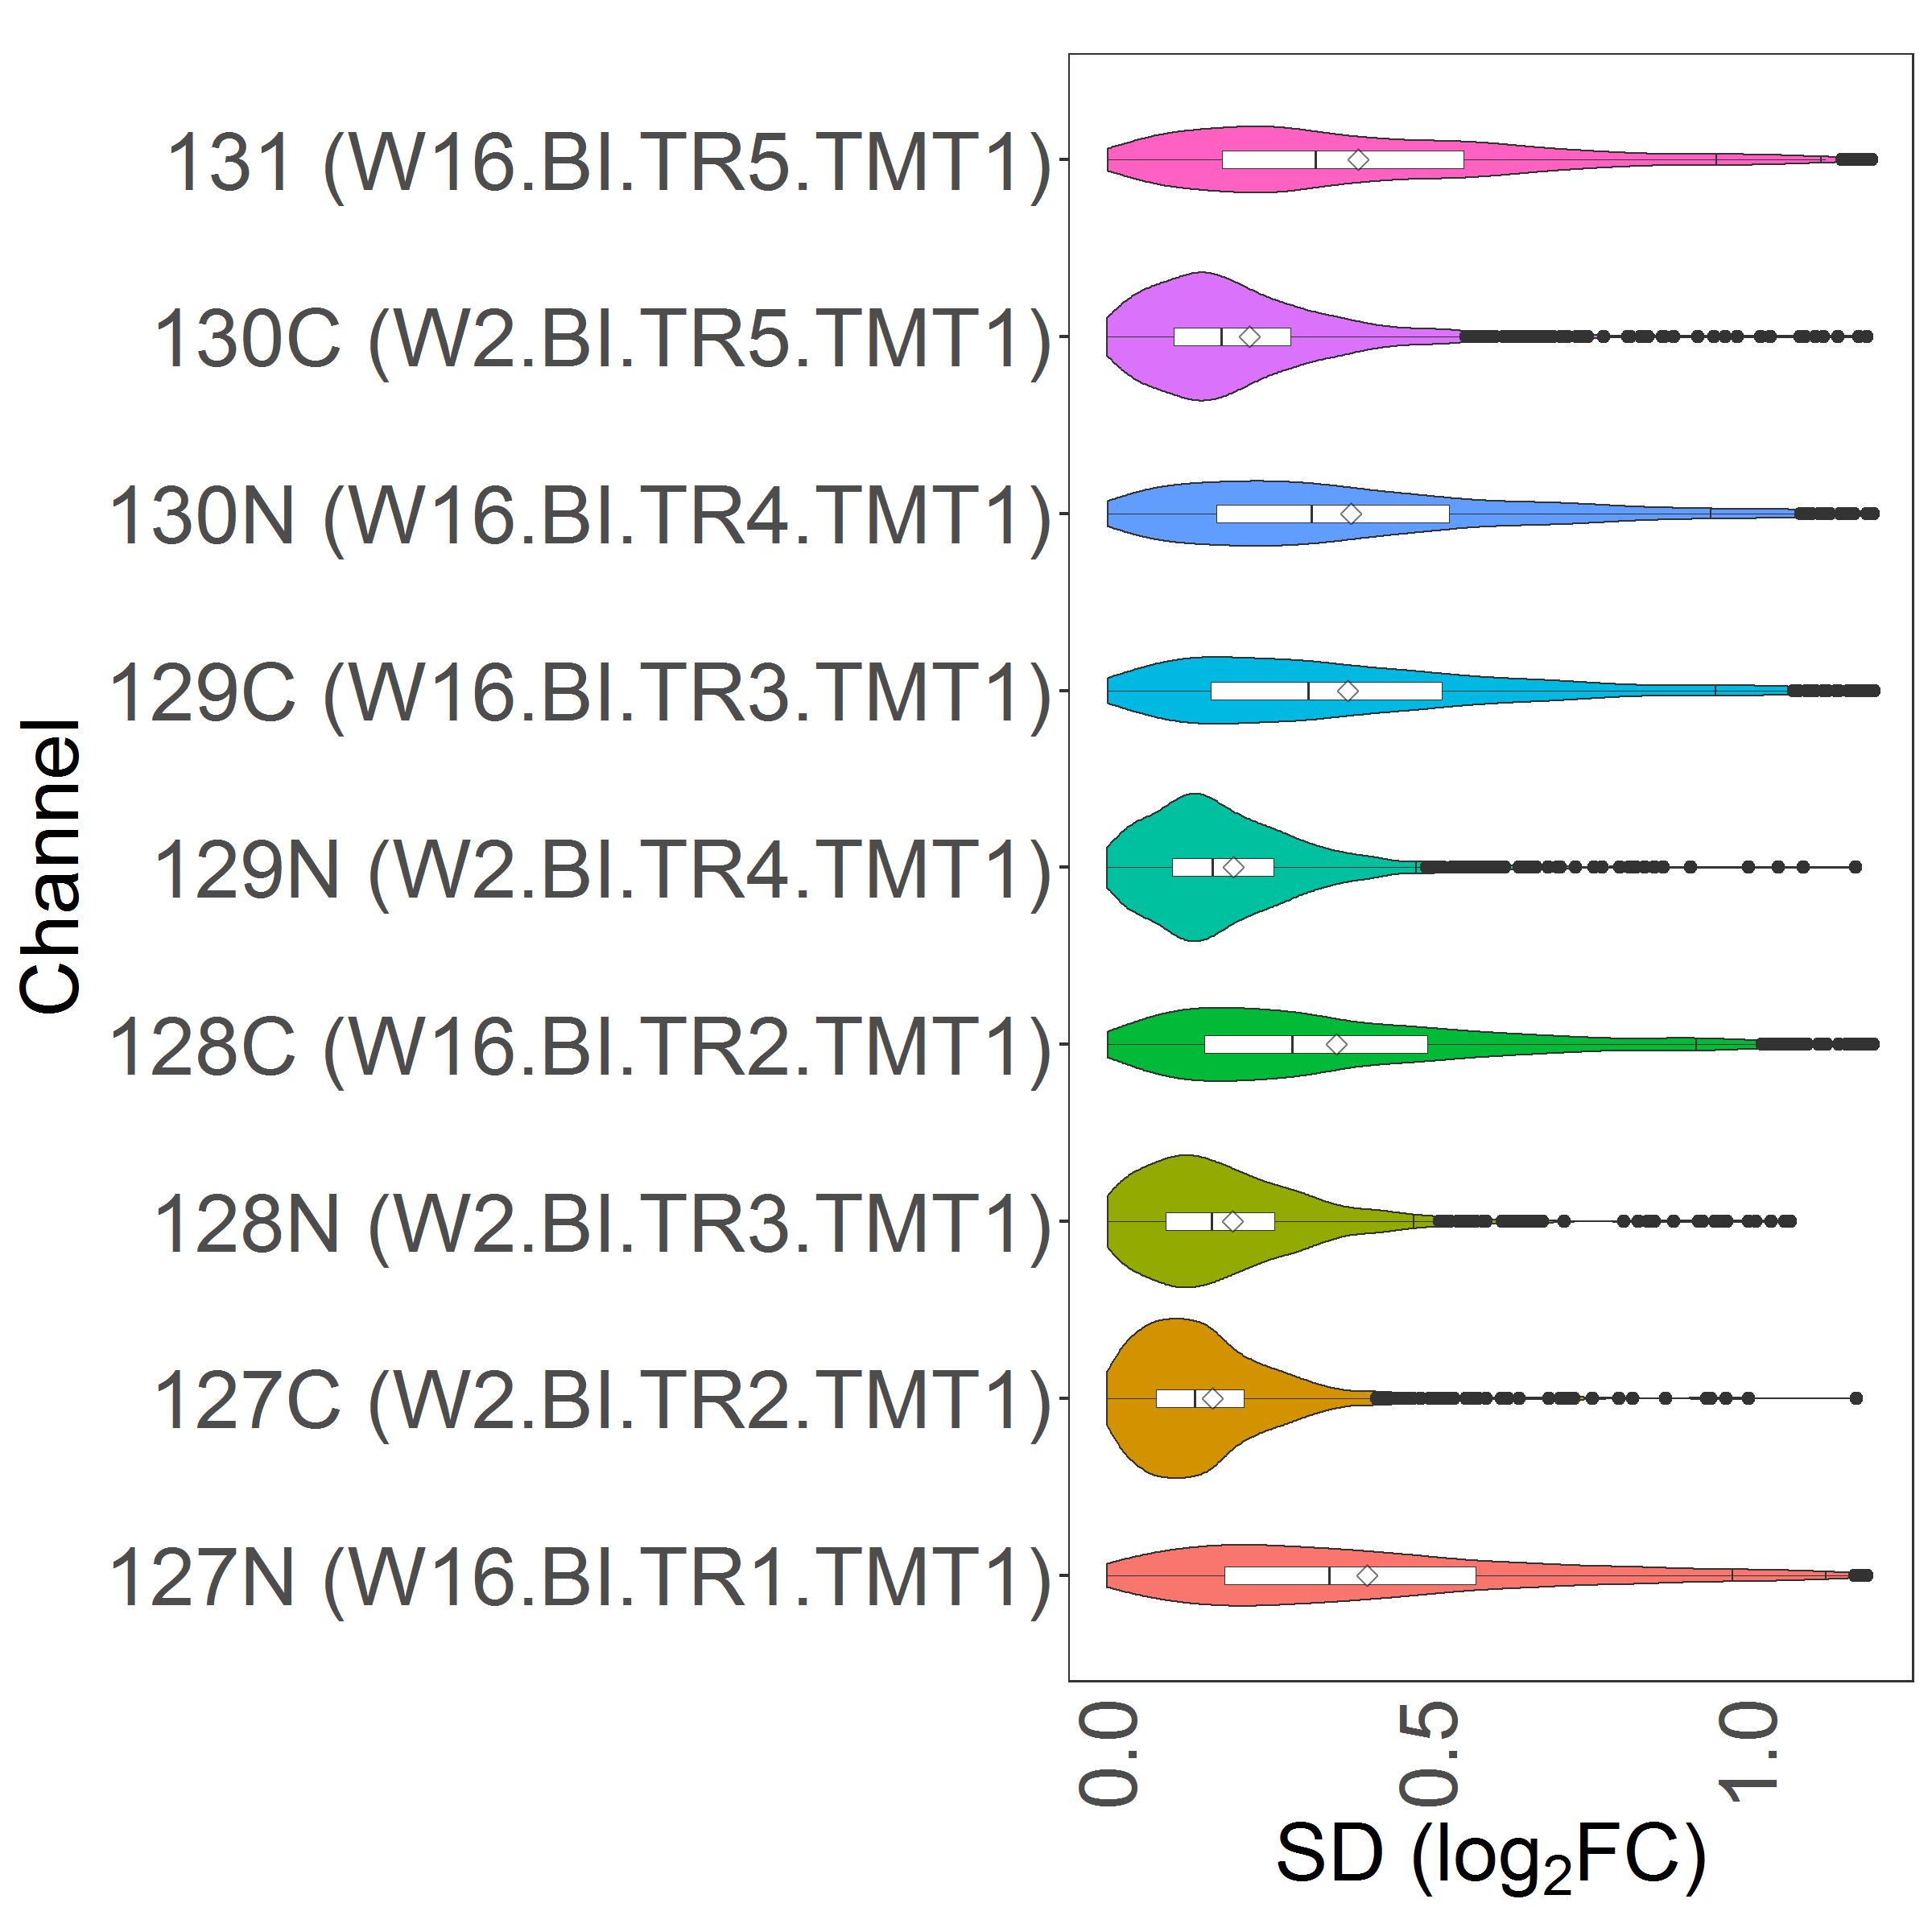 Channel
131 (W16.BI.TR5.TMT1)
130C (W2.BI.TR5.TMT1)
130N (W16.BI.TR4.TMT1)
129C (W16.BI.TR3.TMT1)
129N (W2.BI.TR4.TMT1)
128C (W16.BI.TR2.TMT1)
128N (W2.BI.TR3.TMT1)
127C (W2.BI.TR2.TMT1)
127N (W16.BI.TR1.TMT1)
0.0 0.5 1.0
SD (log₂FC)